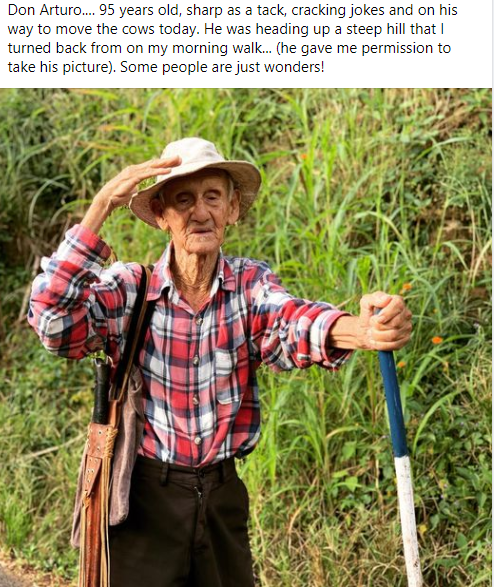 Don Arturo.... 95 years old, sharp as a tack, cracking jokes and on his
way to move the cows today. He was heading up a steep hill that I
turned back from on my morning walk... (he gave me permission to
take his picture). Some people are just wonders!